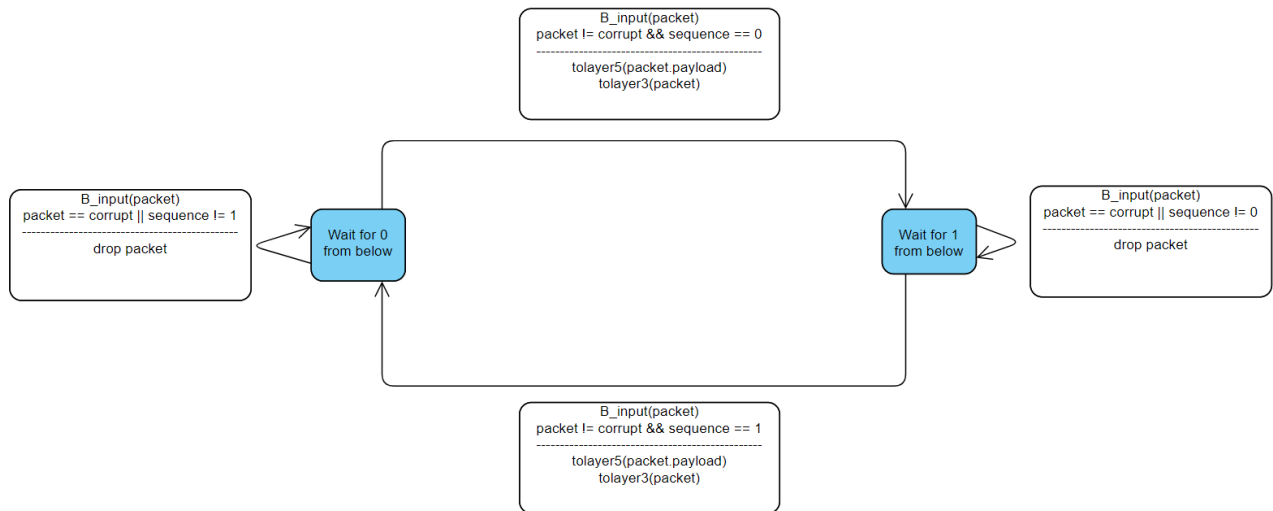 B_input(packet)
packet != corrupt && sequence == 0
------------------------------------------------
tolayer5(packet.payload)
tolayer3(packet)
B_input(packet)
packet == corrupt || sequence != 1
----------------------------------------------
drop packet
Wait for 0
from below
Wait for 1
from below
B_input(packet)
packet == corrupt || sequence != 0
----------------------------------------------
drop packet
B_input(packet)
packet != corrupt && sequence == 1
------------------------------------------------
tolayer5(packet.payload)
tolayer3(packet)